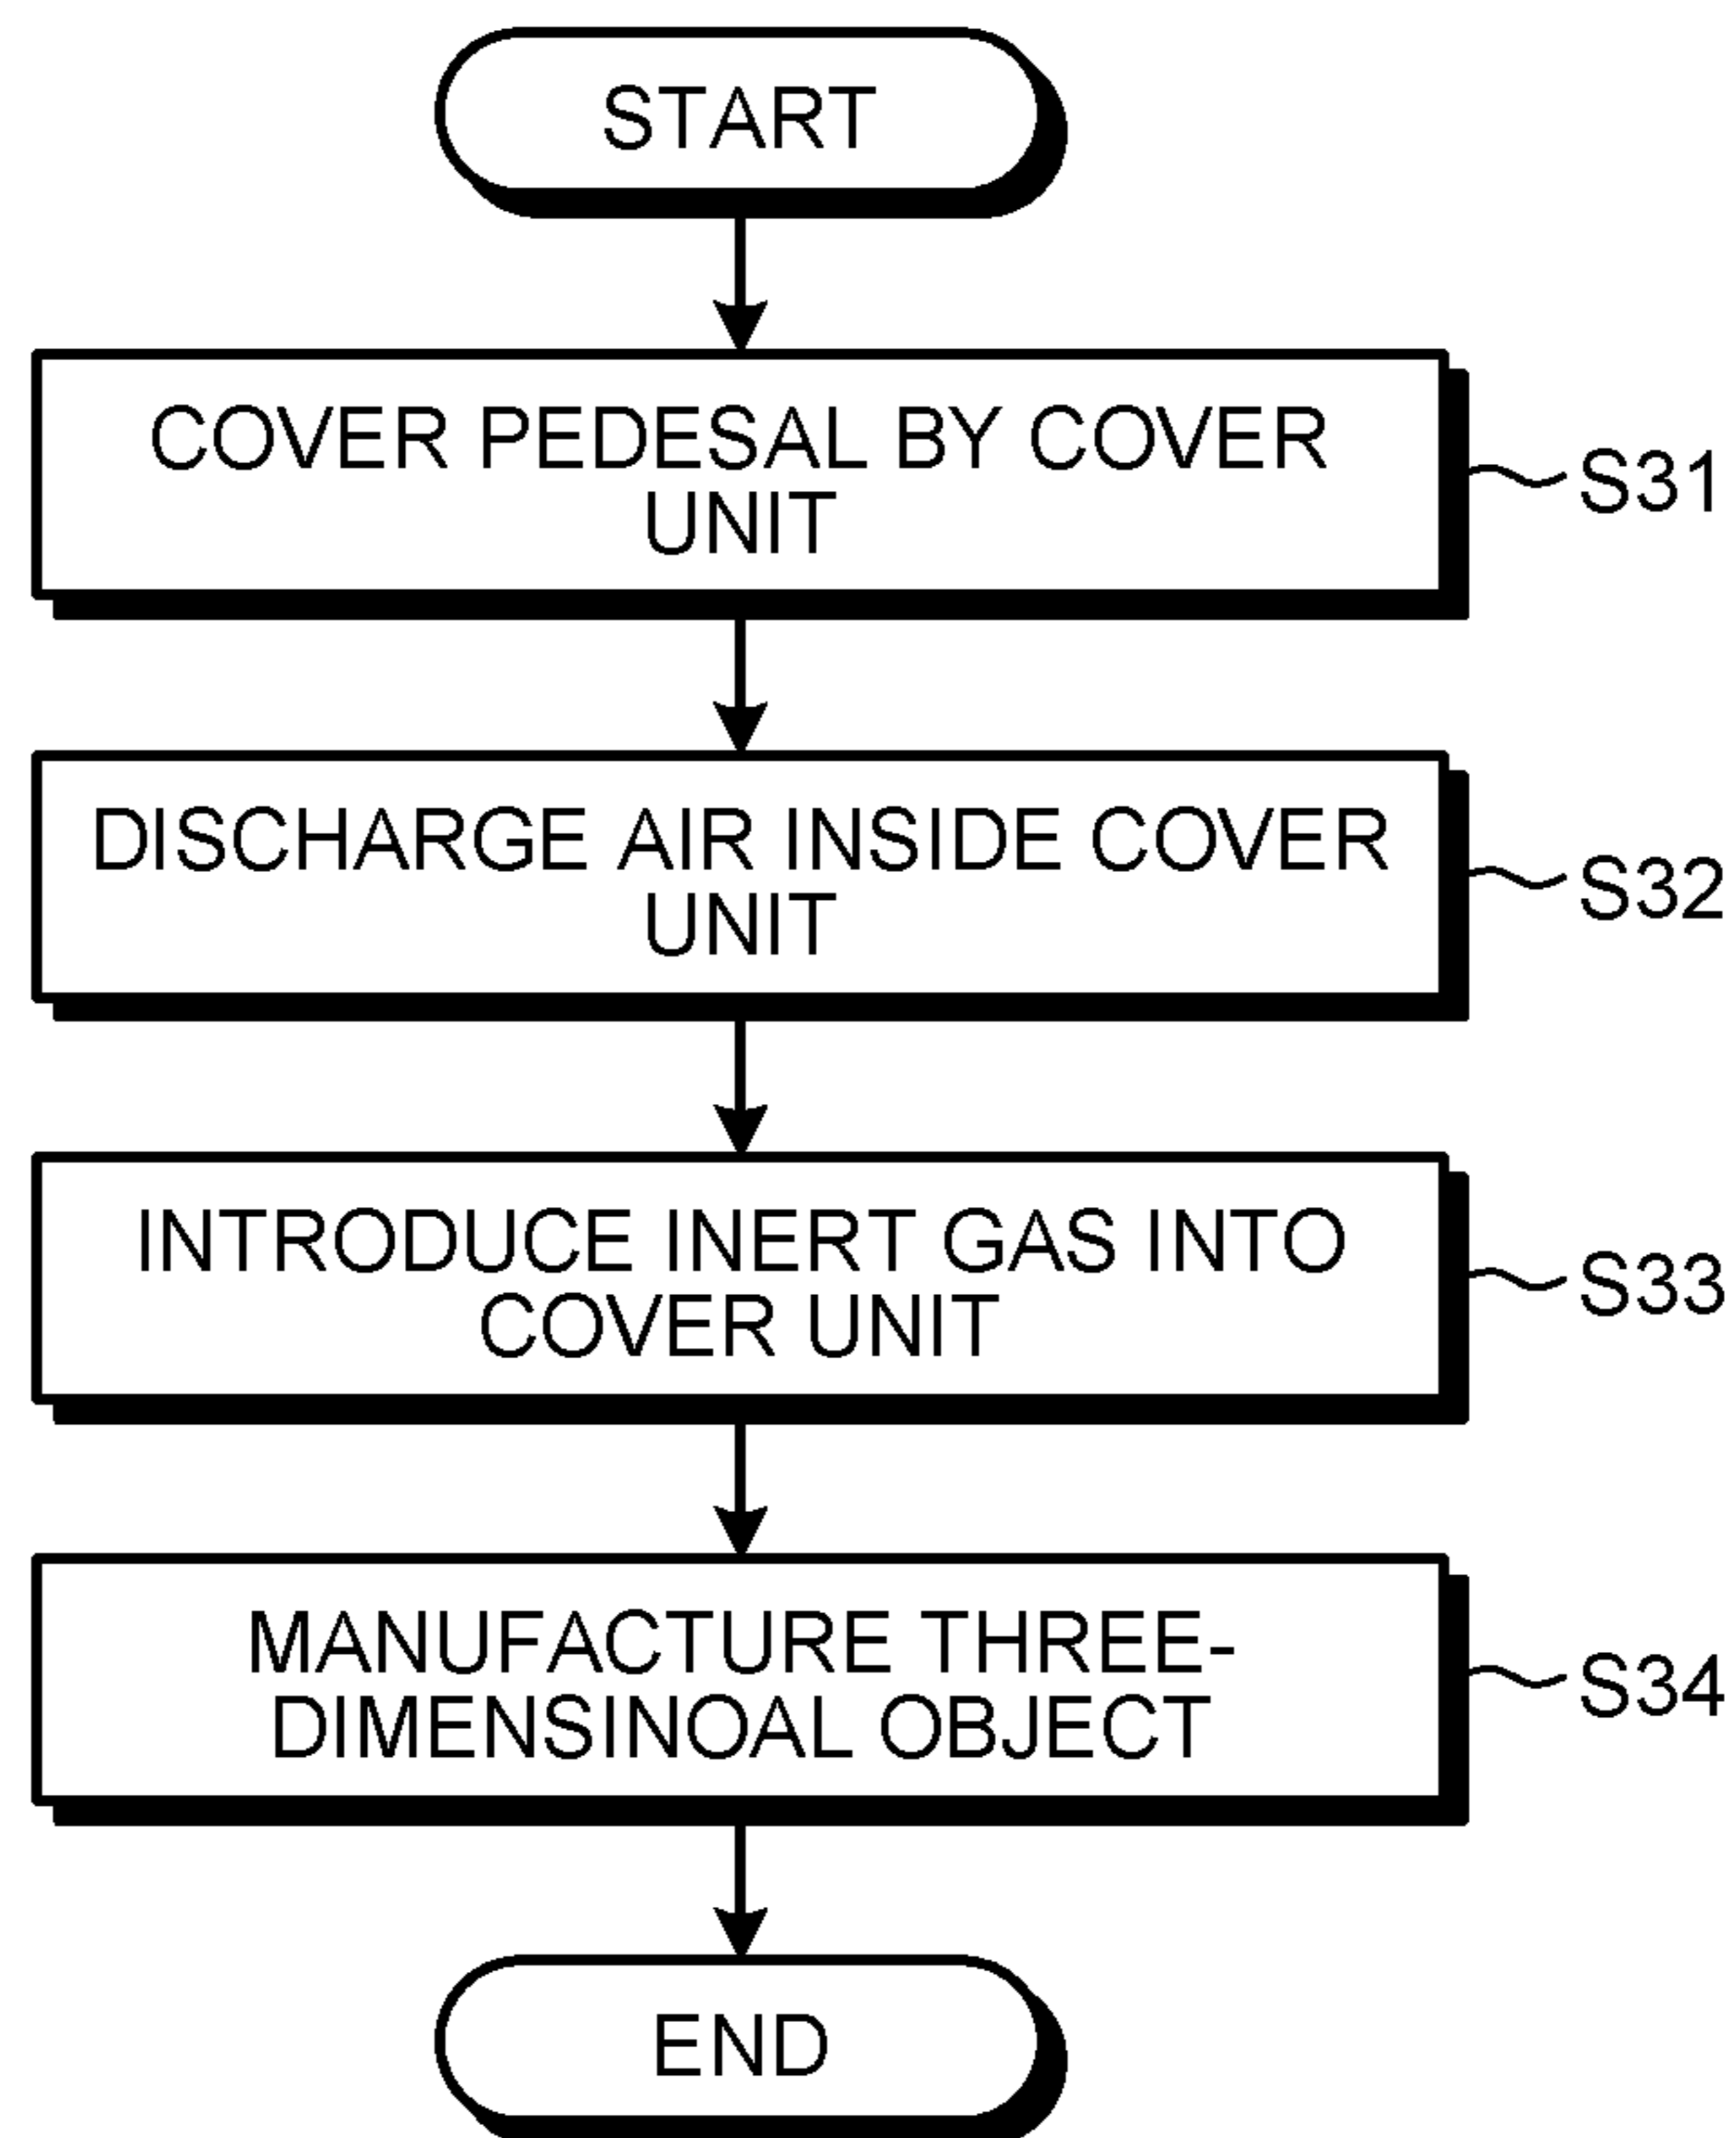 START
COVER PEDESAL BY COVER
UNIT
S31
DISCHARGE AIR INSIDE COVER
UNIT
S32
INTRODUCE INERT GAS INTO
COVER UNIT
S33
MANUFACTURE THREE-
DIMENSINOAL OBJECT
S34
END